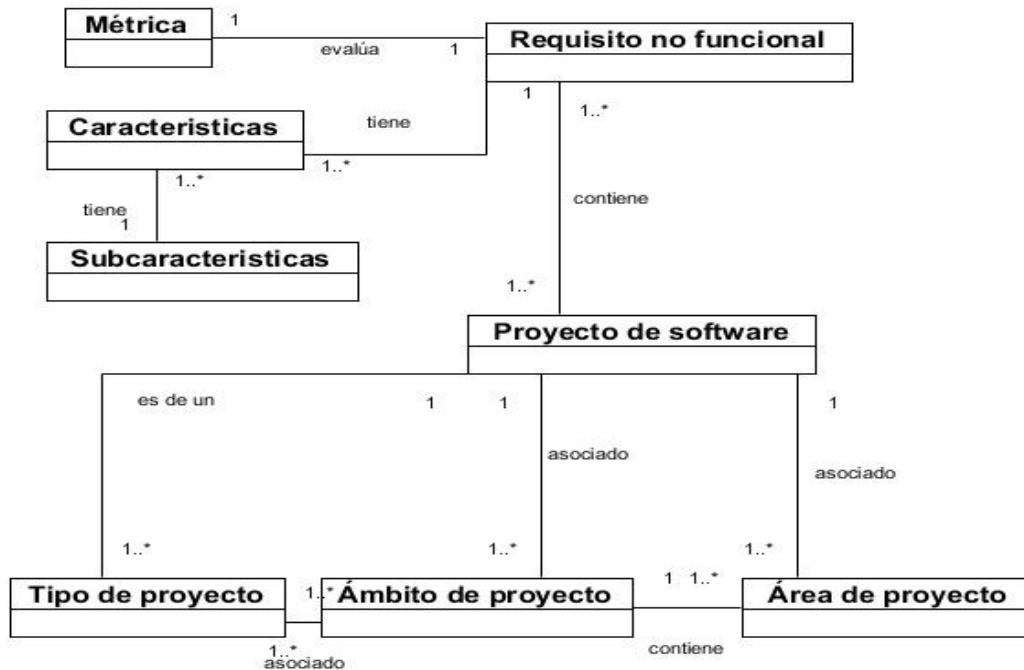 Métrica
1
evalúa
1
Requisito no funcional
Caracteristicas
tiene
1..*
1
1..*
contiene
1..*
tiene
1
Subcaracteristicas
1..*
Proyecto de software
es de un
1
1
1
asociado
asociado
1..*
1..*
1..*
Tipo de proyecto
1..*
Ámbito de proyecto
1
1..*
Área de proyecto
1..*
asociado
contiene